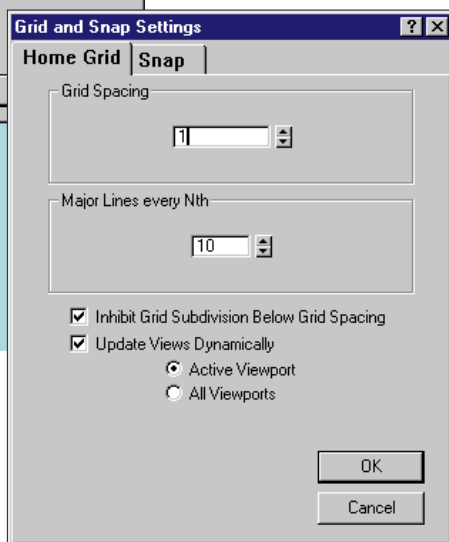 Grid and Snap Settings
Home Grid
Snap
Grid Spacing
1
Major Lines every Nth
10
Inhibit Grid Subdivision Below Grid Spacing
Update Views Dynamically
Active Viewport
All Viewports
OK
Cancel